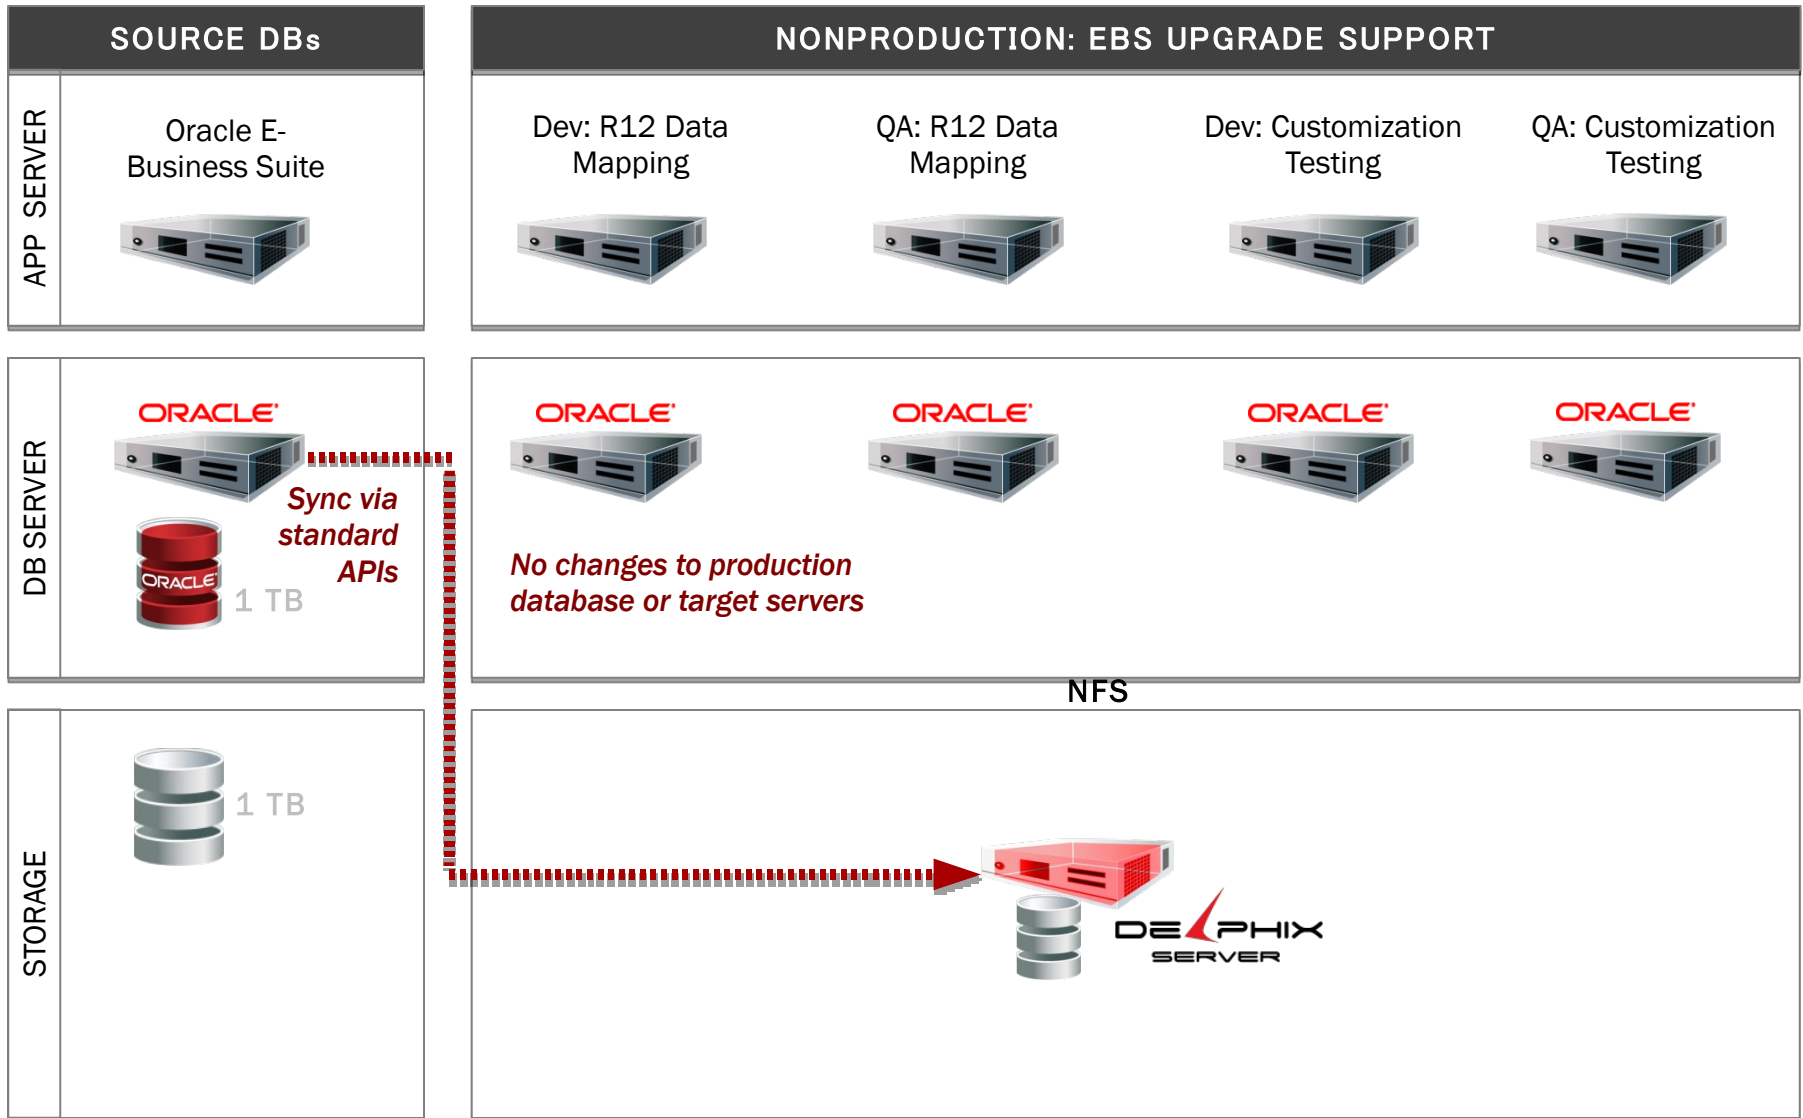 SOURCE DBs
NONPRODUCTION: EBS UPGRADE SUPPORT
APP SERVER
Oracle E-
Business Suite
Dev: R12 Data
Mapping
QA: R12 Data
Mapping
Dev: Customization
Testing
QA: Customization
Testing
DB SERVER
ORACLE
ORACLE
ORACLE
ORACLE
ORACLE
Sync via
standard
APIs
ORACLE
1 TB
No changes to production
database or target servers
NFS
STORAGE
1 TB
DELPHIX
SERVER